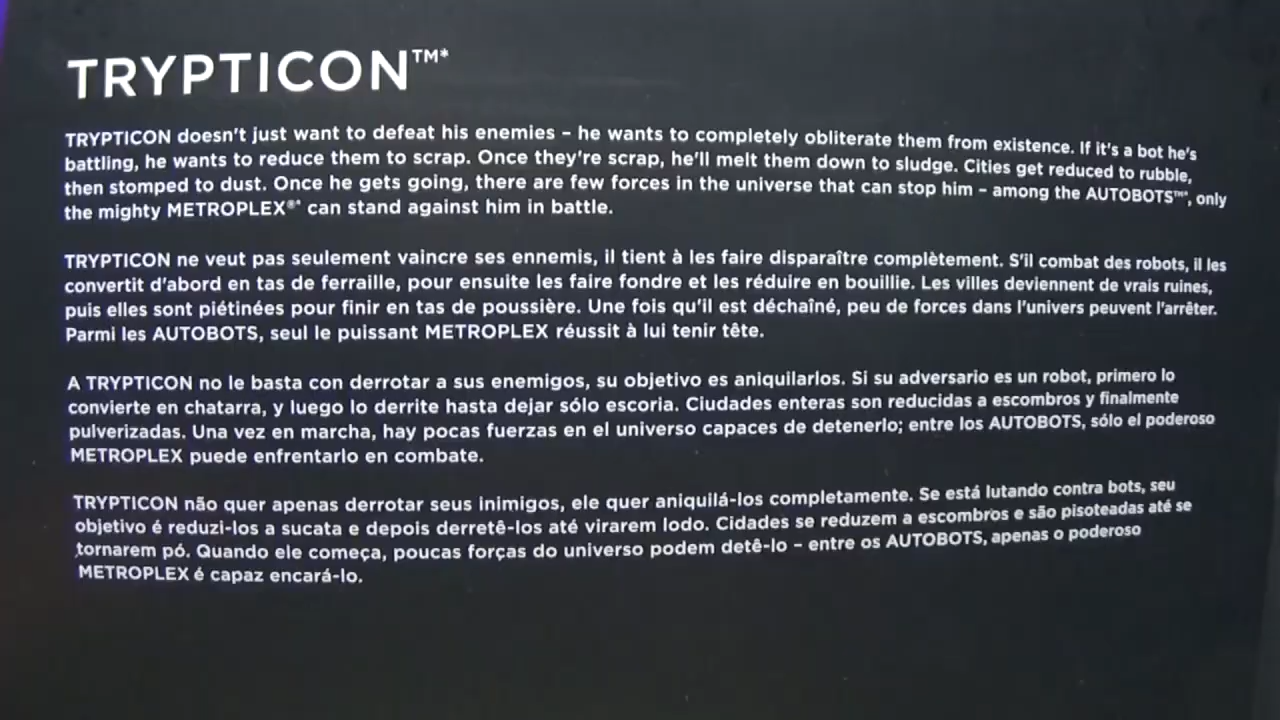 TRYPTICON™*
TRYPTICON doesn't just want to defeat his enemies – he wants to completely obliterate them from existence. If it's a bot he's
battling, he wants to reduce them to scrap. Once they're scrap, he'll melt them down to sludge. Cities get reduced to rubble,
then stomped to dust. Once he gets going, there are few forces in the universe that can stop him – among the AUTOBOTS™*, only
the mighty METROPLEX®* can stand against him in battle.
TRYPTICON ne veut pas seulement vaincre ses ennemis, il tient à les faire disparaître complètement. S'il combat des robots, il les
convertit d'abord en tas de ferraille, pour ensuite les faire fondre et les réduire en bouillie. Les villes deviennent de vrais ruines,
puis elles sont piétinées pour finir en tas de poussière. Une fois qu'il est déchaîné, peu de forces dans l'univers peuvent l'arrêter.
Parmi les AUTOBOTS, seul le puissant METROPLEX réussit à lui tenir tête.
A TRYPTICON no le basta con derrotar a sus enemigos, su objetivo es aniquilarlos. Si su adversario es un robot, primero lo
convierte en chatarra, y luego lo derrite hasta dejar sólo escoria. Ciudades enteras son reducidas a escombros y finalmente
pulverizadas. Una vez en marcha, hay pocas fuerzas en el universo capaces de detenerlo; entre los AUTOBOTS, sólo el poderoso
METROPLEX puede enfrentarlo en combate.
TRYPTICON não quer apenas derrotar seus inimigos, ele quer aniquilá-los completamente. Se está lutando contra bots, seu
objetivo é reduzi-los a sucata e depois derretê-los até virarem lodo. Cidades se reduzem a escombros e são pisoteadas até se
tornarem pó. Quando ele começa, poucas forças do universo podem detê-lo – entre os AUTOBOTS, apenas o poderoso
METROPLEX é capaz encará-lo.